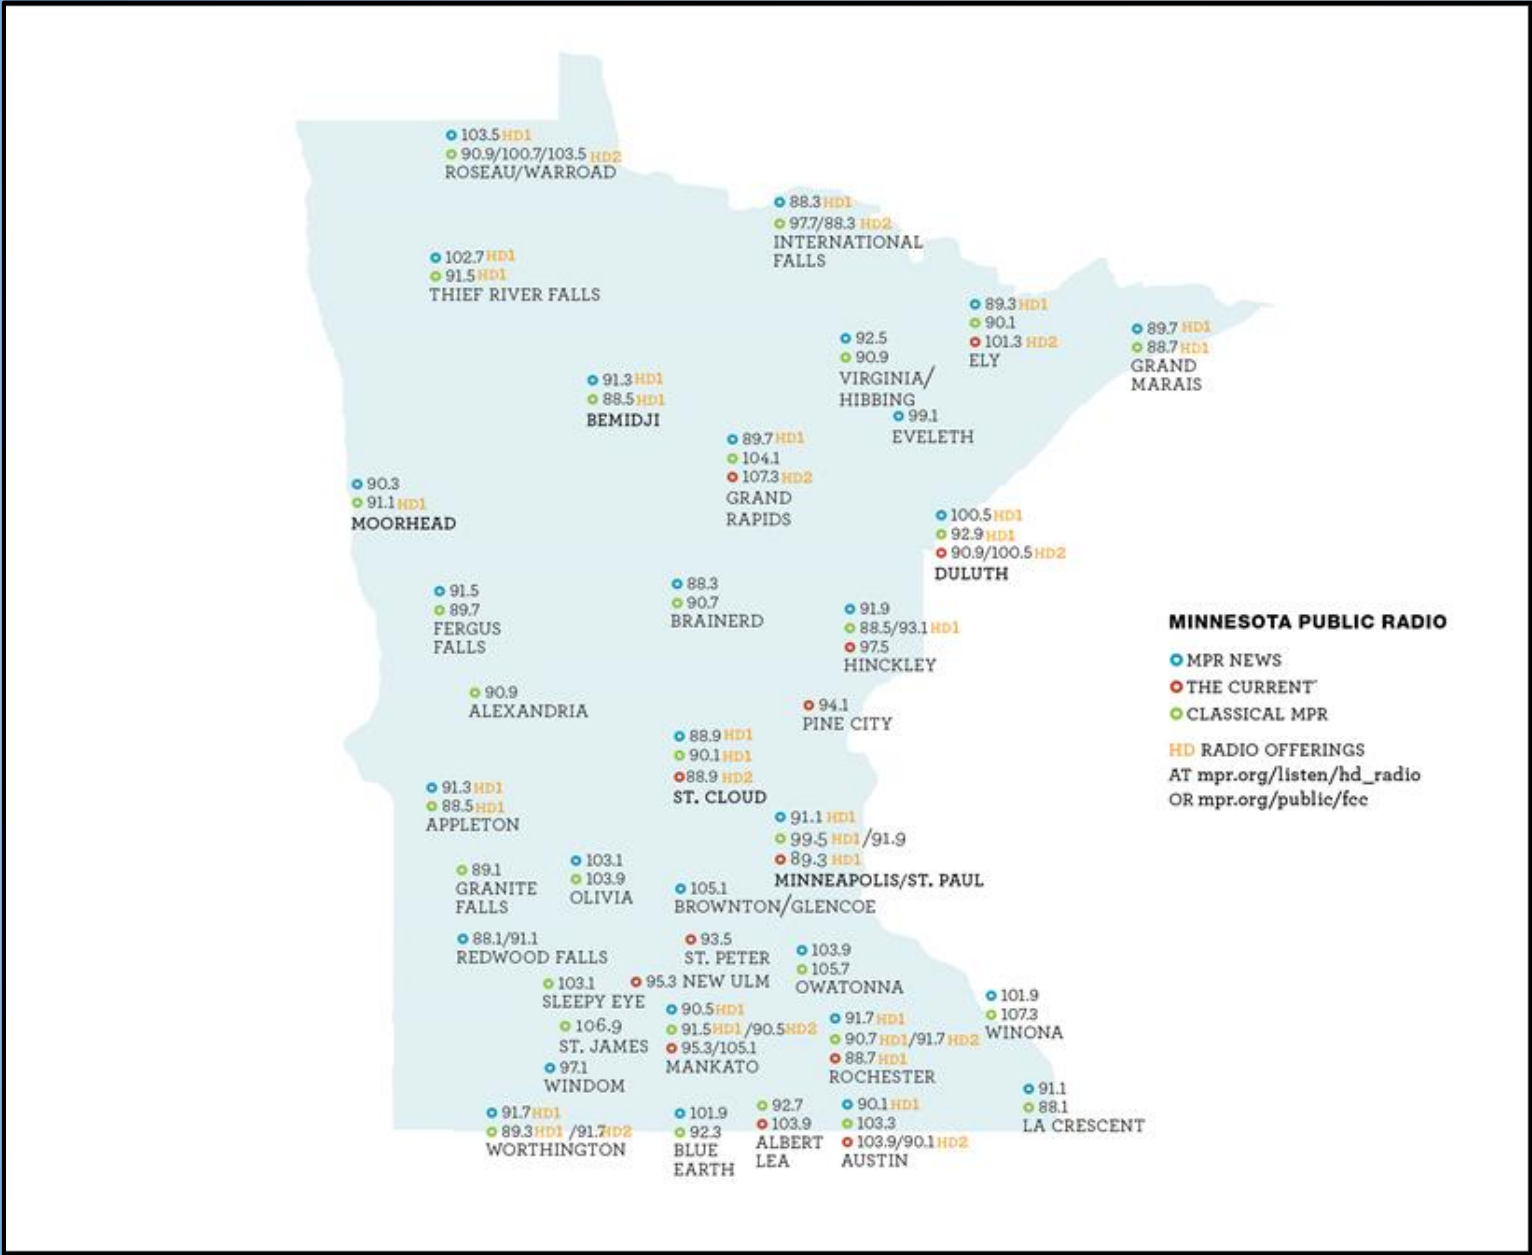 103.5 HD1
90.9/100.7/103.5 HD2
ROSEAU/WARROAD
88.3 HD1
97.7/88.3 HD2
INTERNATIONAL
FALLS
102.7 HD1
91.5 HD1
THIEF RIVER FALLS
89.3 HD1
90.1
101.3 HD2
ELY
89.7 HD1
88.7 HD1
GRAND
MARAIS
92.5
90.9
VIRGINIA/
HIBBING
99.1
EVELETH
91.3 HD1
88.5 HD1
BEMIDJI
89.7 HD1
104.1
107.3 HD2
GRAND
RAPIDS
90.3
91.1 HD1
MOORHEAD
100.5 HD1
92.9 HD1
90.9/100.5 HD2
DULUTH
91.5
89.7
FERGUS
FALLS
88.3
90.7
BRAINERD
91.9
88.5/93.1 HD1
97.5
HINCKLEY
90.9
ALEXANDRIA
94.1
PINE CITY
88.9 HD1
90.1 HD1
88.9 HD2
ST. CLOUD
91.3 HD1
88.5 HD1
APPLETON
91.1 HD1
99.5 HD1/91.9
89.3 HD1
MINNEAPOLIS/ST. PAUL
89.1
GRANITE
FALLS
103.1
103.9
OLIVIA
105.1
BROWNTON/GLENCOE
88.1/91.1
REDWOOD FALLS
93.5
ST. PETER
103.9
105.7
OWATONNA
103.1
SLEEPY EYE
95.3 NEW ULM
101.9
107.3
WINONA
106.9
ST. JAMES
90.5 HD1
91.5 HD1/90.5 HD2
95.3/105.1
MANKATO
91.7 HD1
90.7 HD1/91.7 HD2
88.7 HD1
ROCHESTER
97.1
WINDOM
91.1
88.1
LA CRESCENT
91.7 HD1
89.3 HD1 /91.7 HD2
WORTHINGTON
101.9
92.3
BLUE
EARTH
92.7
103.9
ALBERT
LEA
90.1 HD1
103.3
103.9/90.1 HD2
AUSTIN
MINNESOTA PUBLIC RADIO
MPR NEWS
THE CURRENT
CLASSICAL MPR
HD RADIO OFFERINGS
AT mpr.org/listen/hd_radio
OR mpr.org/public/fcc